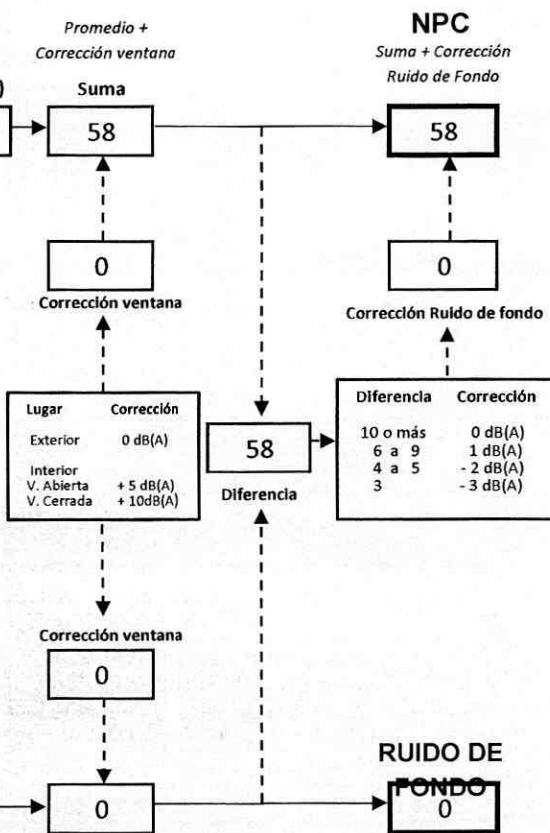 Promedio +
Corrección ventana
NPC
Suma + Corrección
Ruido de Fondo
)
Suma
58
58
0
0
Corrección ventana
Corrección Ruido de fondo
Lugar Corrección
Exterior 0 dB(A)
Interior
V. Abierta + 5 dB(A)
V. Cerrada + 10dB(A)
58
Diferencia
Diferencia Corrección
10 o más 0 dB(A)
6 a 9 1 dB(A)
4 a 5 - 2 dB(A)
3 - 3 dB(A)
Corrección ventana
0
RUIDO DE
FONDO
0
0